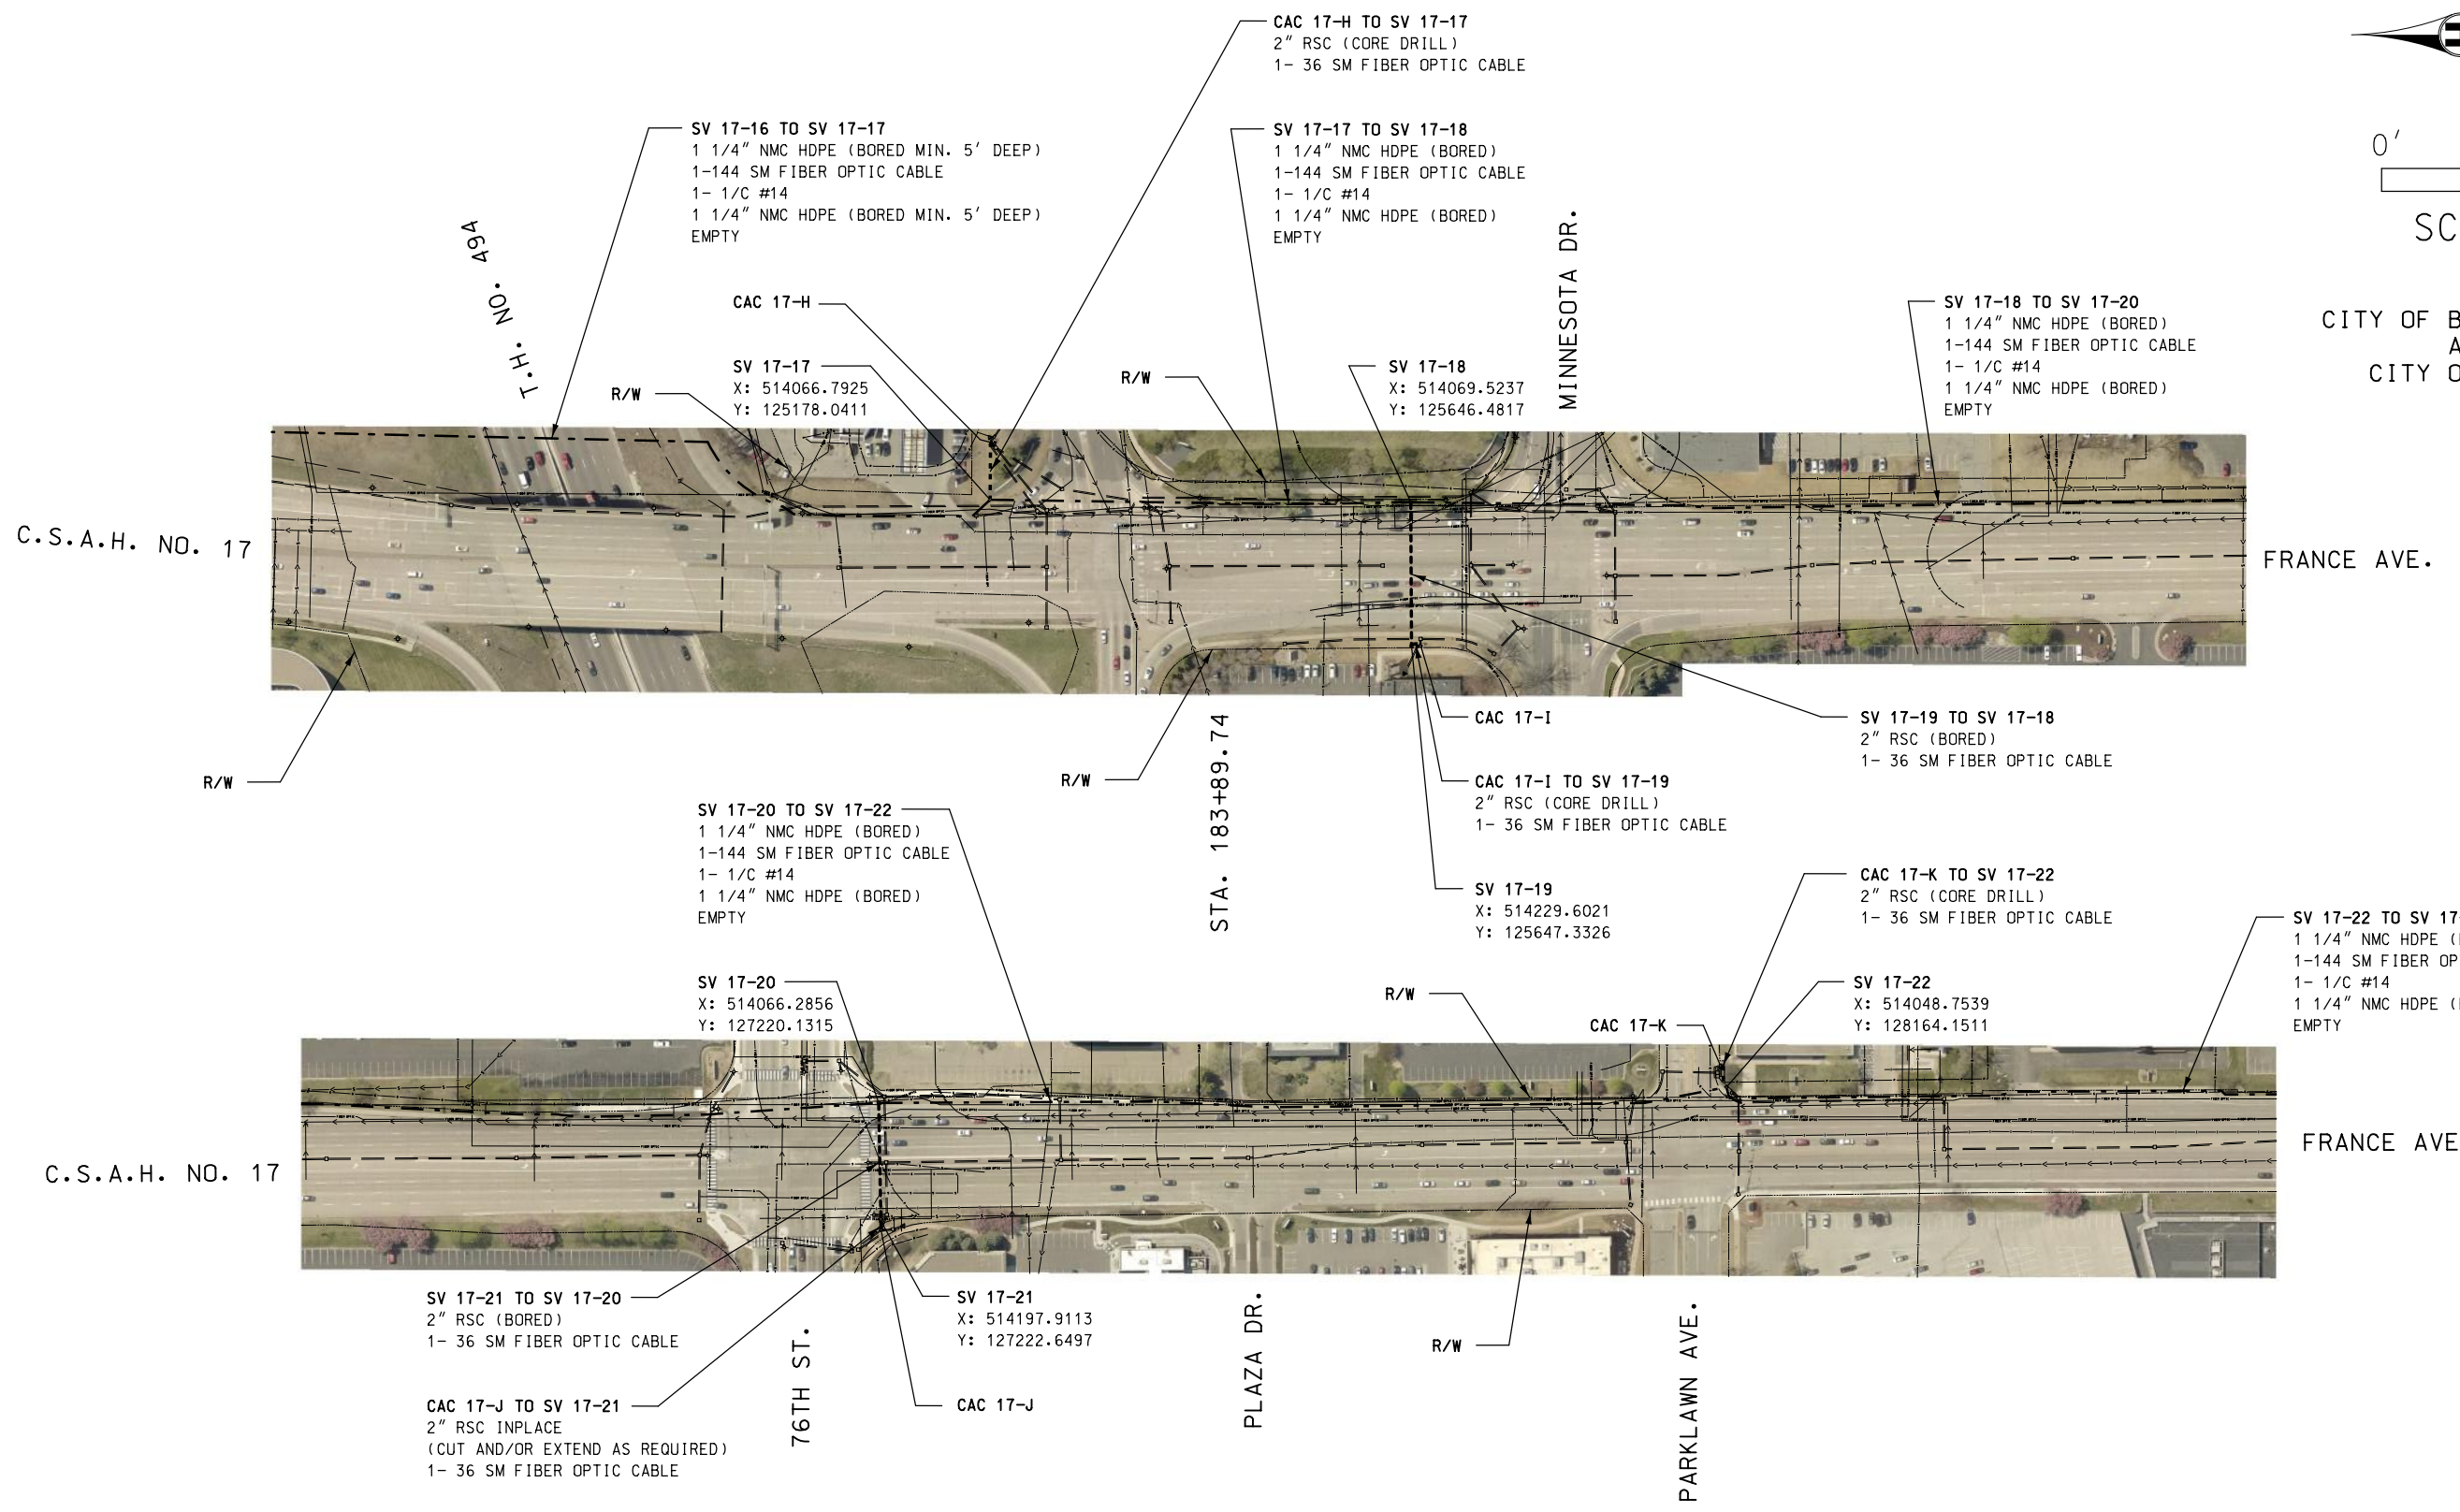 CAC 17-H TO SV 17-17
2" RSC (CORE DRILL)
1- 36 SM FIBER OPTIC CABLE
SV 17-16 TO SV 17-17
1 1/4" NMC HDPE (BORED MIN. 5' DEEP)
1-144 SM FIBER OPTIC CABLE
1- 1/C #14
1 1/4" NMC HDPE (BORED MIN. 5' DEEP)
EMPTY
SV 17-17 TO SV 17-18
1 1/4" NMC HDPE (BORED)
1-144 SM FIBER OPTIC CABLE
1- 1/C #14
1 1/4" NMC HDPE (BORED)
EMPTY
0'
SC
T.H. NO. 494
CAC 17-H
SV 17-17
X: 514066.7925
Y: 125178.0411
R/W
R/W
SV 17-18
X: 514069.5237
Y: 125646.4817
MINNESOTA DR.
SV 17-18 TO SV 17-20
1 1/4" NMC HDPE (BORED)
1-144 SM FIBER OPTIC CABLE
1- 1/C #14
1 1/4" NMC HDPE (BORED)
EMPTY
CITY OF B
A
CITY O
C.S.A.H. NO. 17
FRANCE AVE.
R/W
R/W
STA. 183+89.74
CAC 17-I
CAC 17-I TO SV 17-19
2" RSC (CORE DRILL)
1- 36 SM FIBER OPTIC CABLE
SV 17-19
X: 514229.6021
Y: 125647.3326
SV 17-19 TO SV 17-18
2" RSC (BORED)
1- 36 SM FIBER OPTIC CABLE
SV 17-20 TO SV 17-22
1 1/4" NMC HDPE (BORED)
1-144 SM FIBER OPTIC CABLE
1- 1/C #14
1 1/4" NMC HDPE (BORED)
EMPTY
SV 17-20
X: 514066.2856
Y: 127220.1315
R/W
CAC 17-K
CAC 17-K TO SV 17-22
2" RSC (CORE DRILL)
1- 36 SM FIBER OPTIC CABLE
SV 17-22
X: 514048.7539
Y: 128164.1511
SV 17-22 TO SV 17-
1 1/4" NMC HDPE (
1-144 SM FIBER OP
1- 1/C #14
1 1/4" NMC HDPE (
EMPTY
C.S.A.H. NO. 17
FRANCE AVE
SV 17-21 TO SV 17-20
2" RSC (BORED)
1- 36 SM FIBER OPTIC CABLE
CAC 17-J TO SV 17-21
2" RSC INPLACE
(CUT AND/OR EXTEND AS REQUIRED)
1- 36 SM FIBER OPTIC CABLE
76TH ST.
SV 17-21
X: 514197.9113
Y: 127222.6497
CAC 17-J
PLAZA DR.
R/W
PARKLAWN AVE.